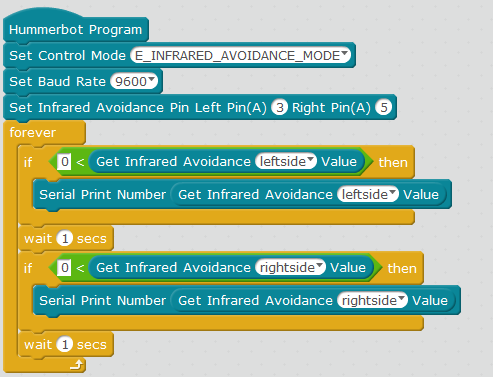 Hummerbot Program
Set Control Mode E_INFRARED_AVOIDANCE_MODE
Set Baud Rate 9600
Set Infrared Avoidance Pin Left Pin(A) 3 Right Pin(A) 5
forever
if 0 < Get Infrared Avoidance leftside Value then
Serial Print Number Get Infrared Avoidance leftside Value
wait 1 secs
if 0 < Get Infrared Avoidance rightside Value then
Serial Print Number Get Infrared Avoidance rightside Value
wait 1 secs